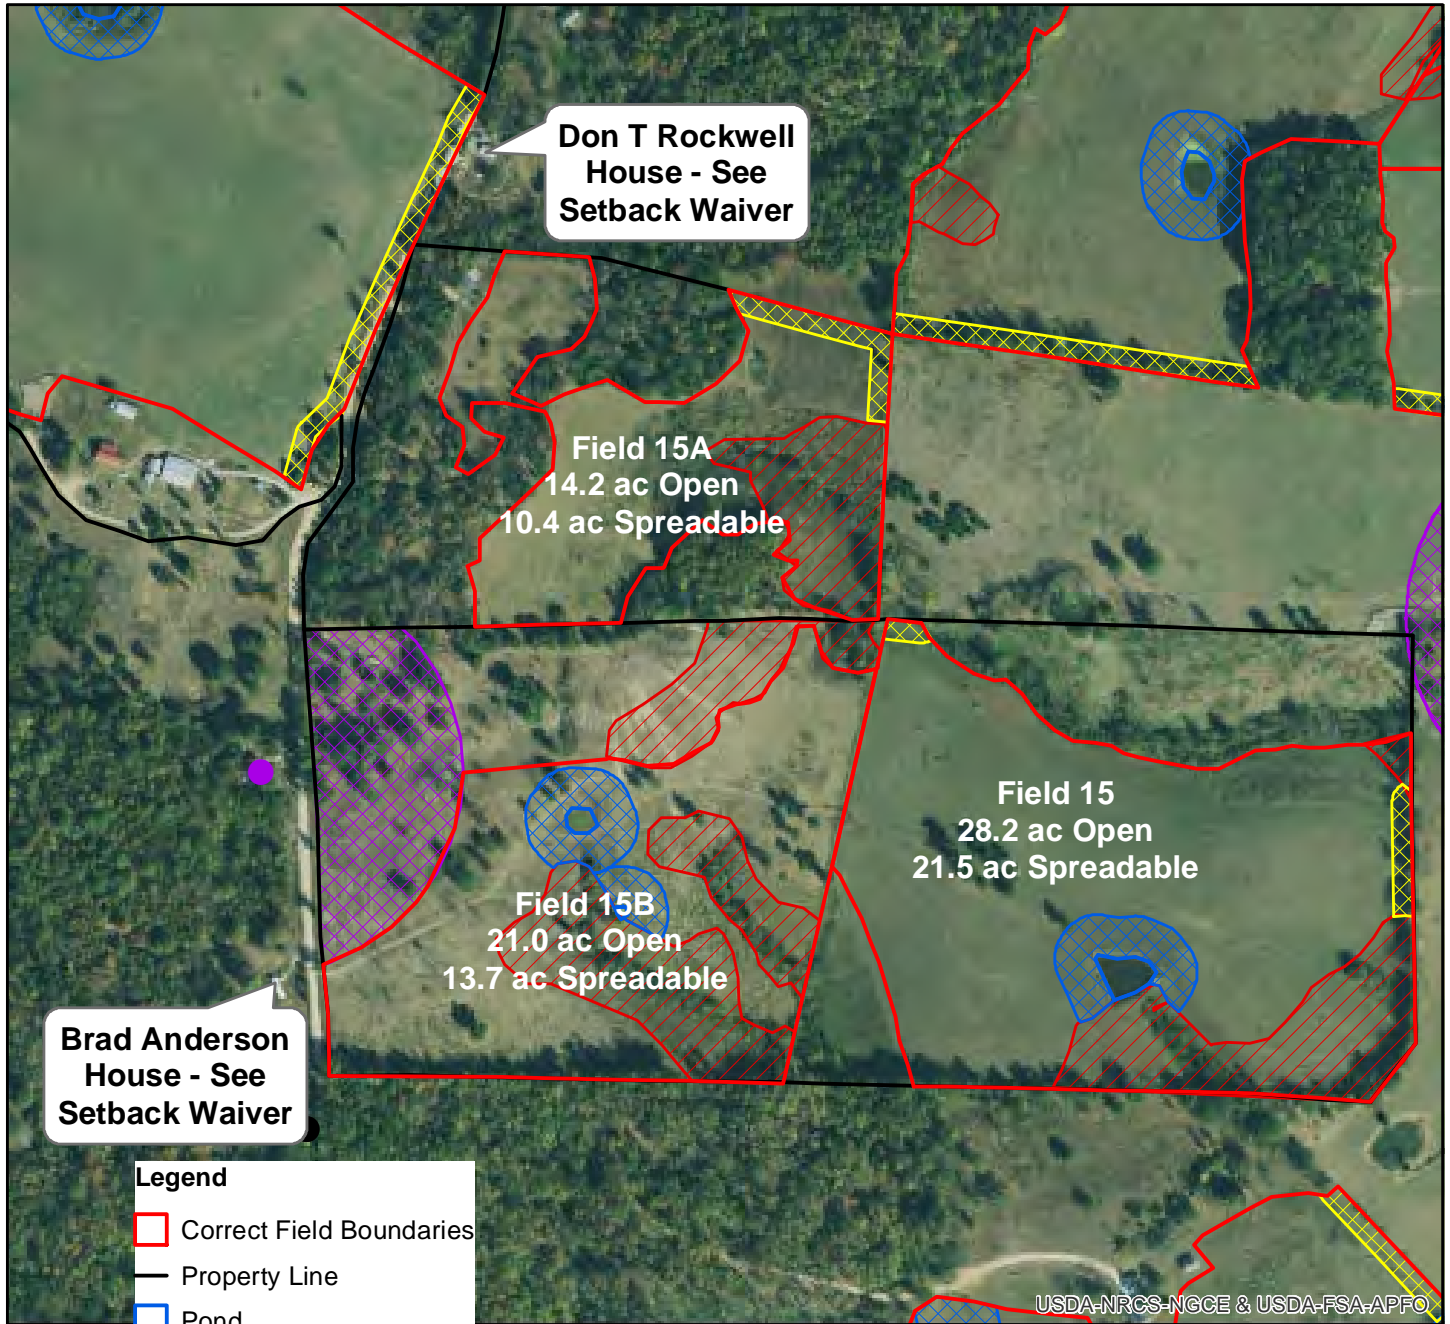 Don T Rockwell
House - See
Setback Waiver
Field 15A
14.2 ac Open
10.4 ac Spreadable
Field 15
28.2 ac Open
21.5 ac Spreadable
Field 15B
21.0 ac Open
13.7 ac Spreadable
Brad Anderson
House - See
Setback Waiver
Legend
Correct Field Boundaries
Property Line
Pond
USDA-NRCS-NGCE & USDA-FSA-APFO